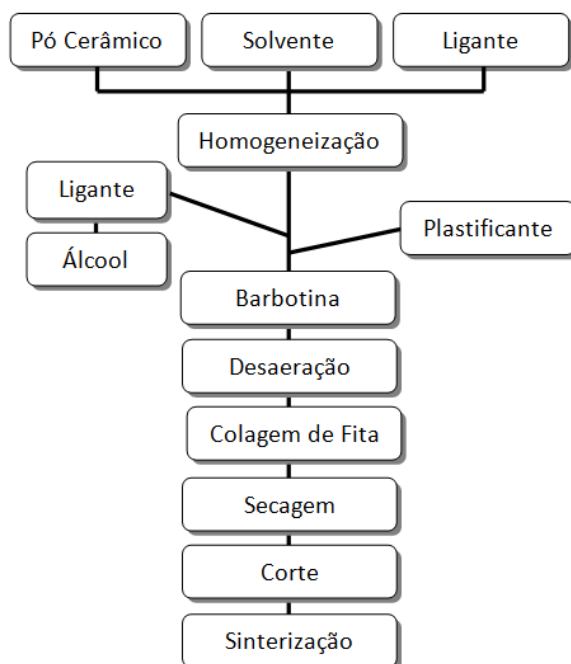 Pó Cerâmico
Solvente
Ligante
Homogeneização
Ligante
Plastificante
Álcool
Barbotina
Desaeração
Colagem de Fita
Secagem
Corte
Sinterização